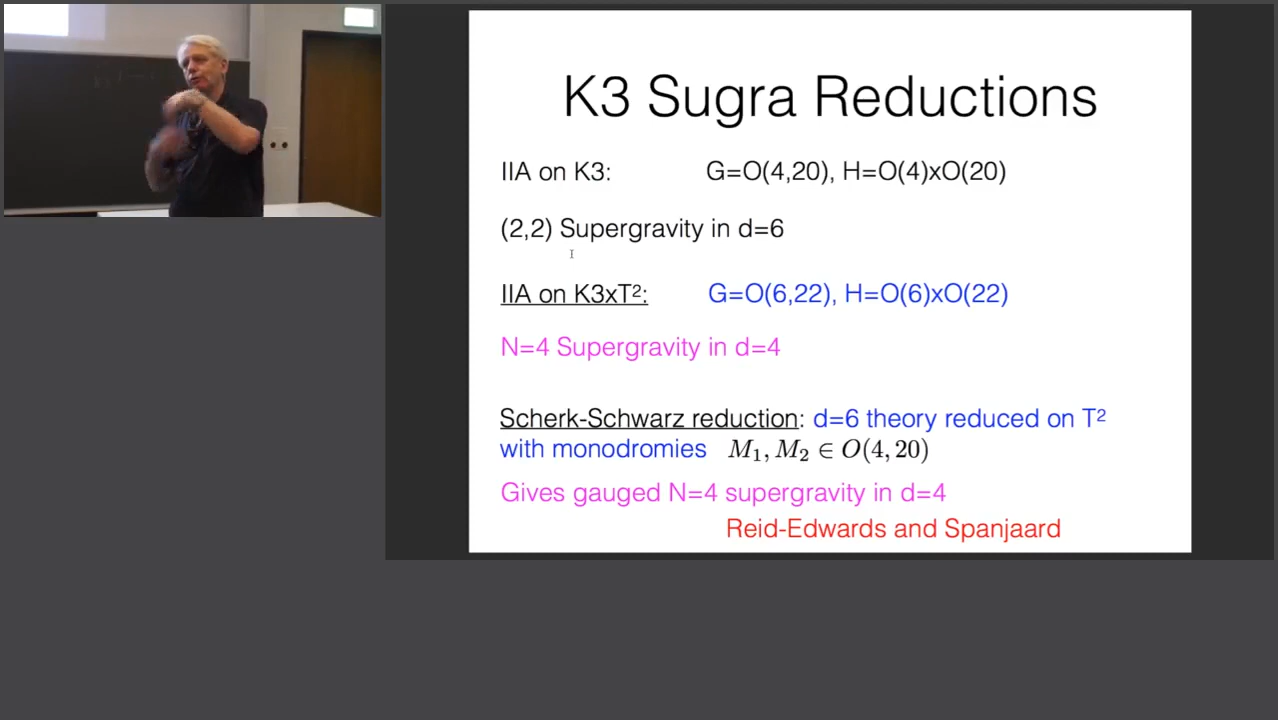 K3 Sugra Reductions
IIA on K3: G=O(4,20), H=O(4)xO(20)
(2,2) Supergravity in d=6
IIA on K3xT²: G=O(6,22), H=O(6)xO(22)
N=4 Supergravity in d=4
Scherk-Schwarz reduction: d=6 theory reduced on T²
with monodromies M₁, M₂ ∈ O(4, 20)
Gives gauged N=4 supergravity in d=4
Reid-Edwards and Spanjaard